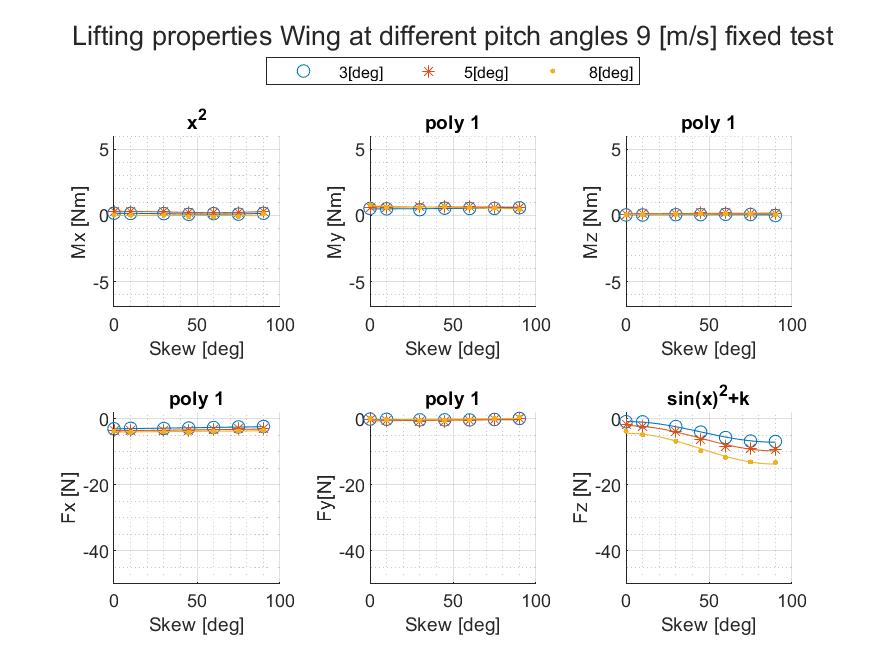 Lifting properties Wing at different pitch angles 9 [m/s] fixed test
3[deg] 5[deg] 8[deg]
x^2
Mx [Nm]
5
0
-5
0 50 100
Skew [deg]
poly 1
My [Nm]
5
0
-5
0 50 100
Skew [deg]
poly 1
Mz [Nm]
5
0
-5
0 50 100
Skew [deg]
poly 1
Fx [N]
0
-20
-40
0 50 100
Skew [deg]
poly 1
Fy[N]
0
-20
-40
0 50 100
Skew [deg]
sin(x)^2+k
Fz [N]
0
-20
-40
0 50 100
Skew [deg]